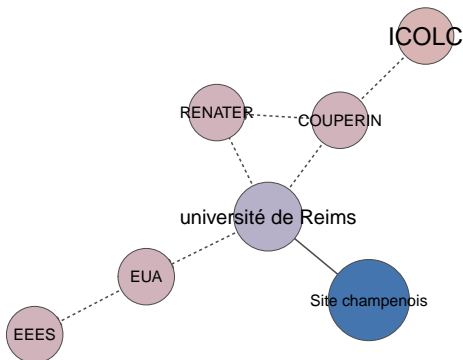 ICOLC
RENATER
COUPERIN
université de Reims
EUA
Site champenois
EEES